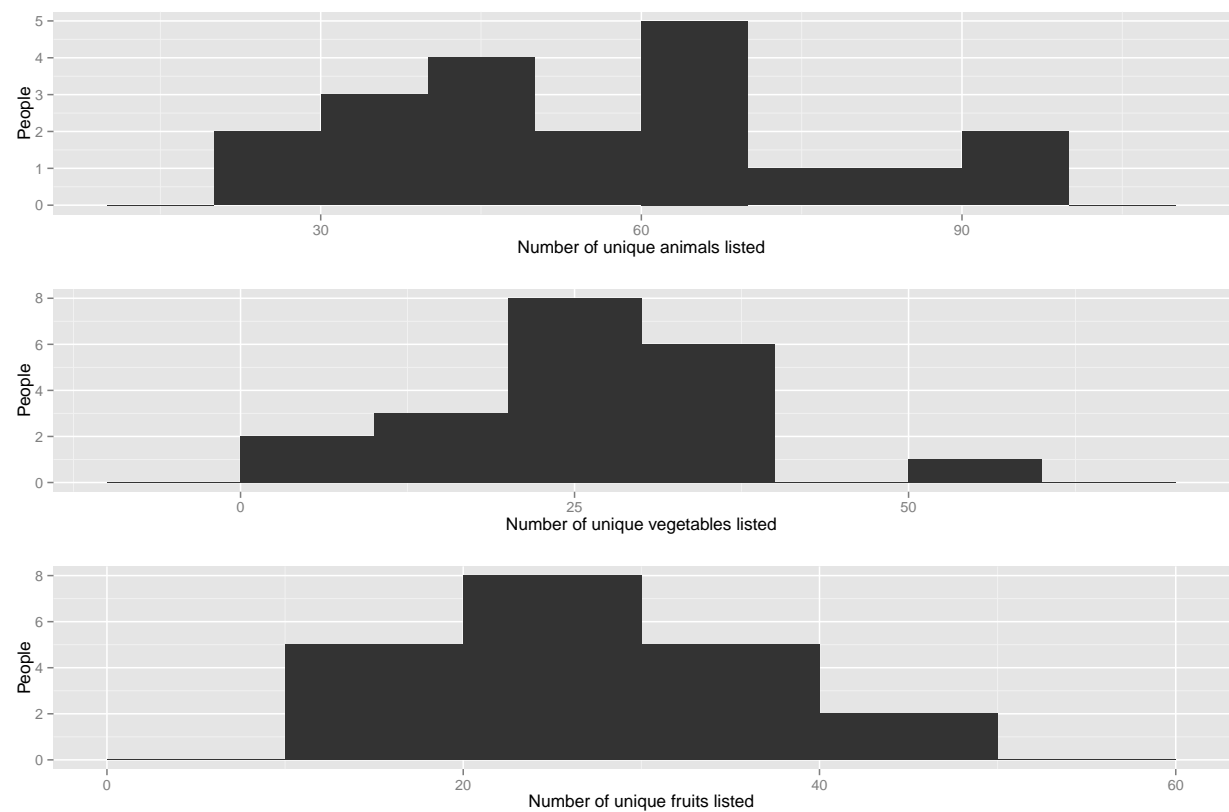 5
4
3
2
1
0
People
30 60 90
Number of unique animals listed
8
6
4
2
0
People
0 25 50
Number of unique vegetables listed
8
6
4
2
0
People
0 20 40 60
Number of unique fruits listed